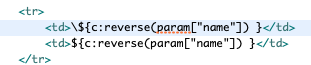 <tr>
<td>\${c:reverse(param["name"]) }</td>
<td>${c:reverse(param["name"]) }</td>
</tr>